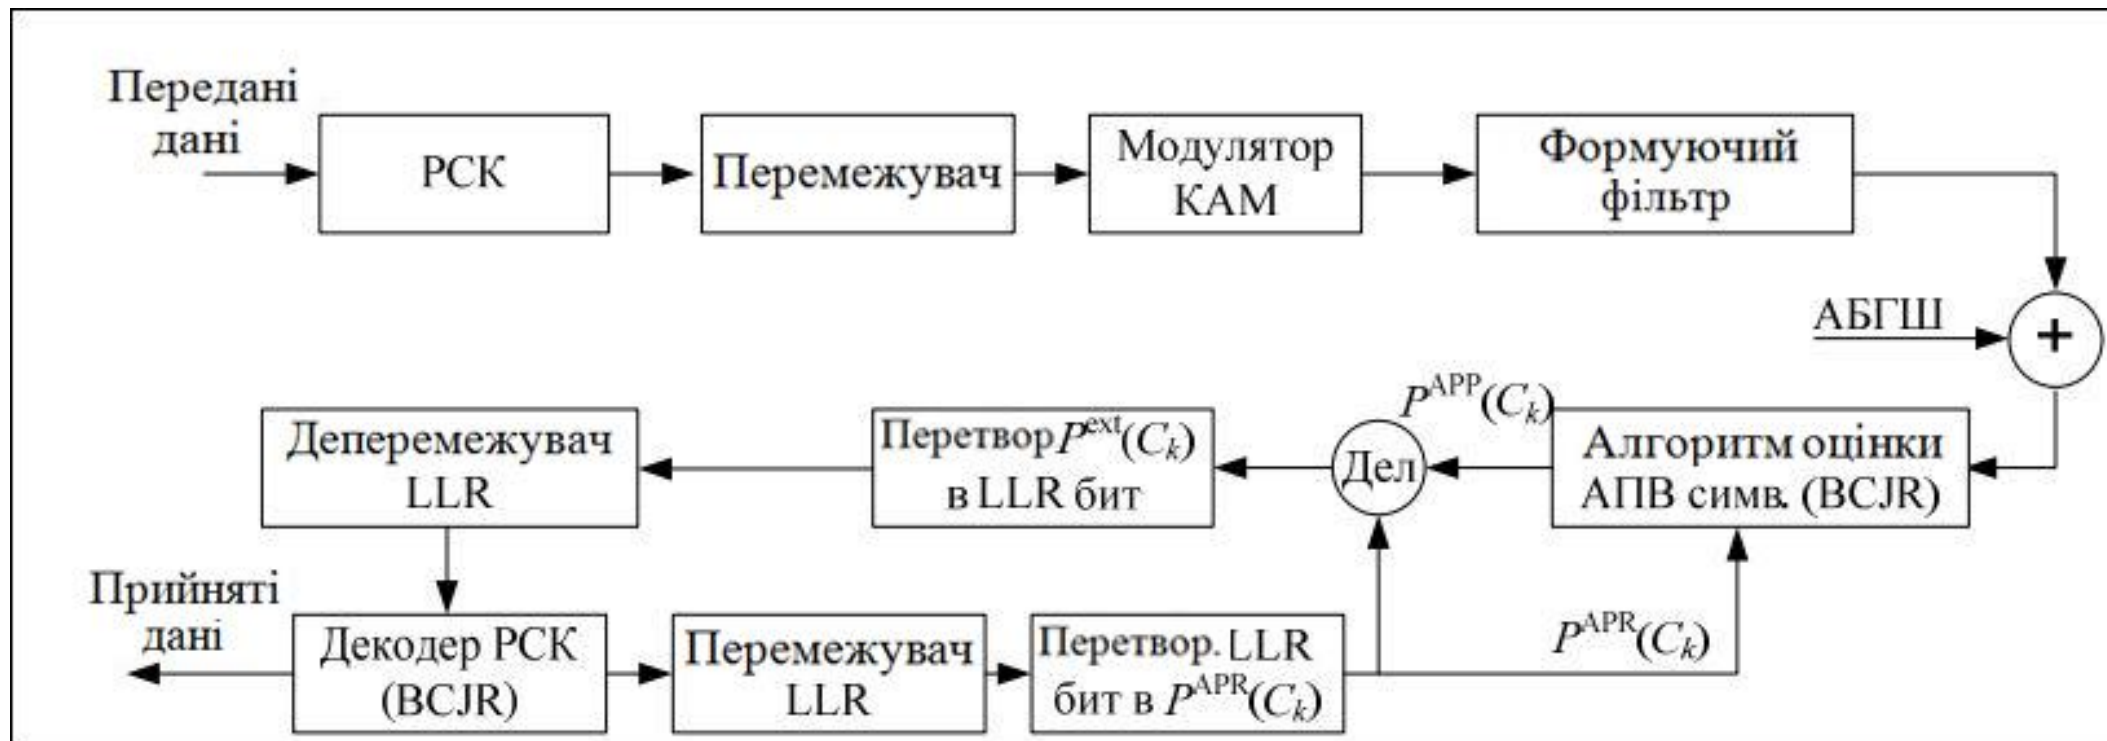 Передані
дані
РСК
Перемежувач
Модулятор
КАМ
Формуючий
фільтр
АБГШ
+
P^APP(C_k)
Деперемежувач
LLR
Перетвор P^ext(C_k)
в LLR бит
Дел
Алгоритм оцінки
АПВ симв. (BCJR)
Прийняті
дані
Декодер РСК
(BCJR)
Перемежувач
LLR
Перетвор. LLR
бит в P^APR(C_k)
P^APR(C_k)